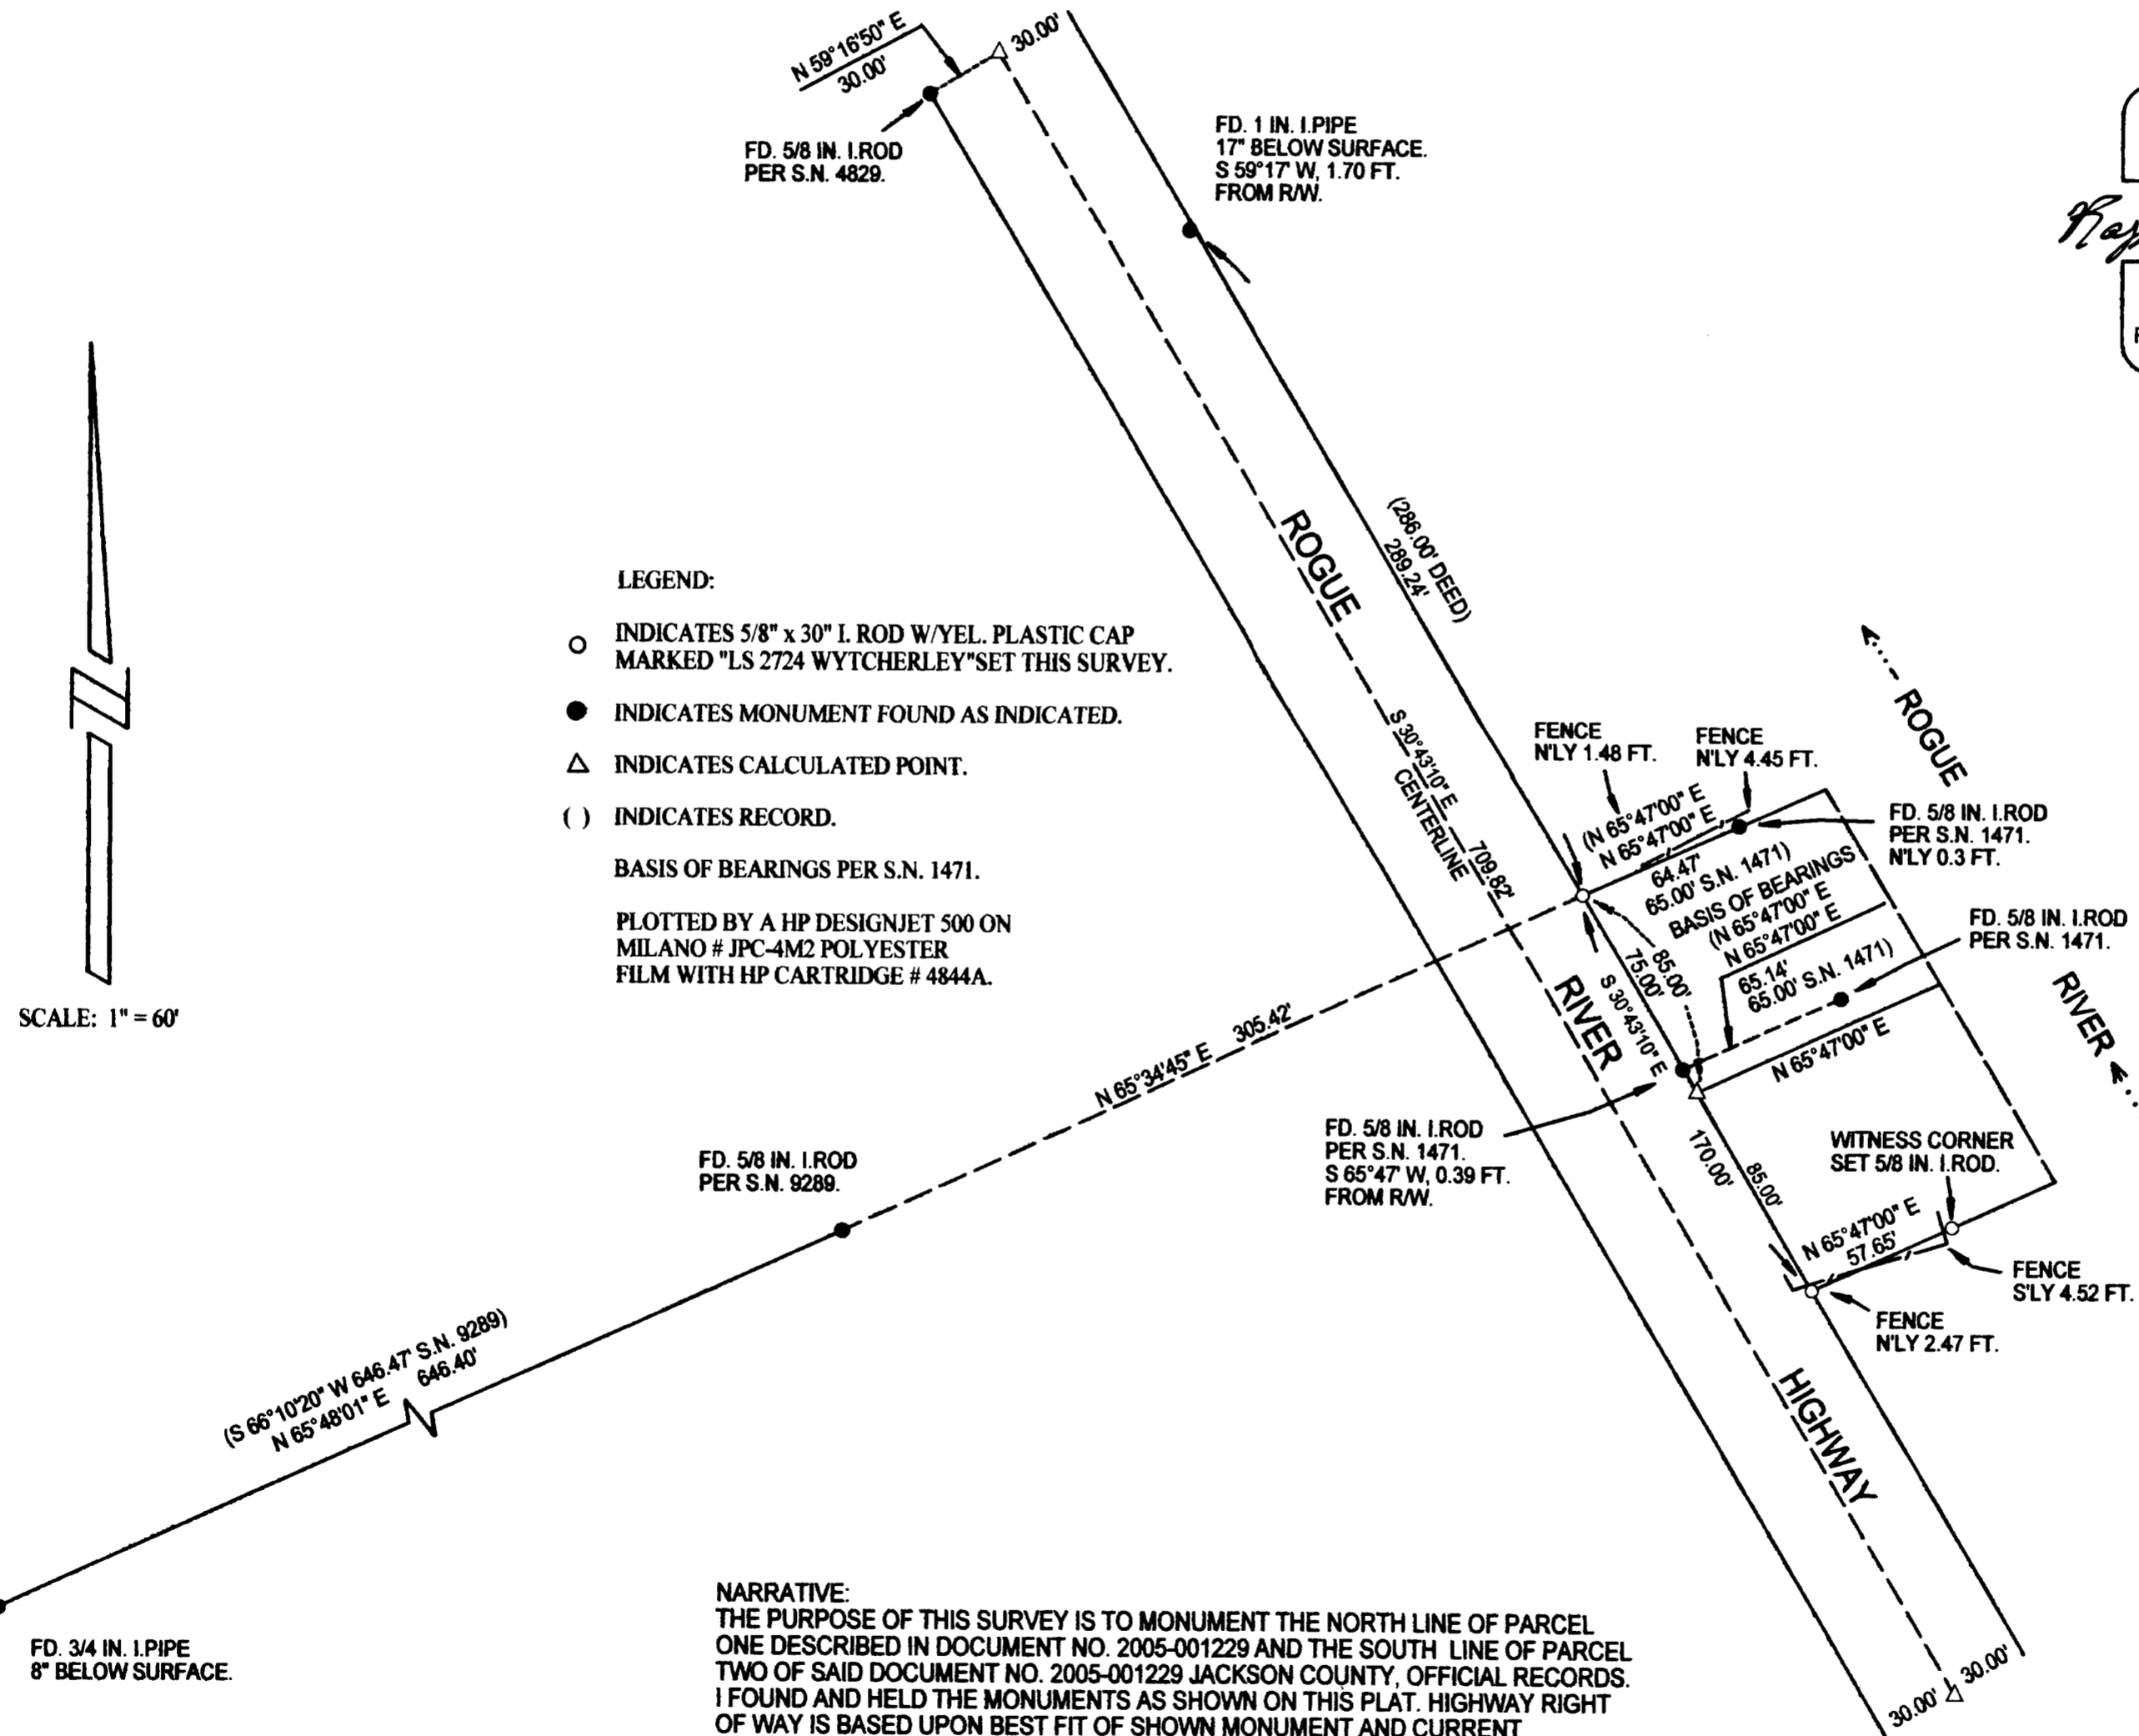 N 59°16'50" E
30.00'
30.00'
FD. 5/8 IN. I.ROD
PER S.N. 4829.
FD. 1 IN. I.PIPE
17" BELOW SURFACE.
S 59°17' W, 1.70 FT.
FROM R/W.
(286.00' DEED)
289.24'
ROGUE
S 30°43'10" E
709.82'
CENTERLINE
LEGEND:
INDICATES 5/8" x 30" I. ROD W/YEL. PLASTIC CAP
MARKED "LS 2724 WYTCHERLEY"SET THIS SURVEY.
INDICATES MONUMENT FOUND AS INDICATED.
INDICATES CALCULATED POINT.
( ) INDICATES RECORD.
BASIS OF BEARINGS PER S.N. 1471.
PLOTTED BY A HP DESIGNJET 500 ON
MILANO # JPC-4M2 POLYESTER
FILM WITH HP CARTRIDGE # 4844A.
SCALE: 1" = 60'
FENCE
N'LY 1.48 FT.
FENCE
N'LY 4.45 FT.
ROGUE
(N 65°47'00" E
N 65°47'00" E
64.47'
65.00' S.N. 1471)
BASIS OF BEARINGS
(N 65°47'00" E
N 65°47'00" E
65.14'
65.00' S.N. 1471)
FD. 5/8 IN. I.ROD
PER S.N. 1471.
N'LY 0.3 FT.
FD. 5/8 IN. I.ROD
PER S.N. 1471.
85.00'
75.00'
S 30°43'10" E
RIVER
RIVER
N 65°47'00" E
N 65°34'45" E 305.42'
FD. 5/8 IN. I.ROD
PER S.N. 1471.
S 65°47' W, 0.39 FT.
FROM R/W.
FD. 5/8 IN. I.ROD
PER S.N. 9289.
WITNESS CORNER
SET 5/8 IN. I.ROD.
170.00'
85.00'
N 65°47'00" E
57.65'
FENCE
S'LY 4.52 FT.
FENCE
N'LY 2.47 FT.
(S 66°10'20" W 646.47' S.N. 9289)
N 65°48'01" E 646.40'
HIGHWAY
FD. 3/4 IN. I.PIPE
8" BELOW SURFACE.
30.00'
30.00'
NARRATIVE:
THE PURPOSE OF THIS SURVEY IS TO MONUMENT THE NORTH LINE OF PARCEL
ONE DESCRIBED IN DOCUMENT NO. 2005-001229 AND THE SOUTH LINE OF PARCEL
TWO OF SAID DOCUMENT NO. 2005-001229 JACKSON COUNTY, OFFICIAL RECORDS.
I FOUND AND HELD THE MONUMENTS AS SHOWN ON THIS PLAT. HIGHWAY RIGHT
OF WAY IS BASED UPON BEST FIT OF SHOWN MONUMENT AND CURRENT